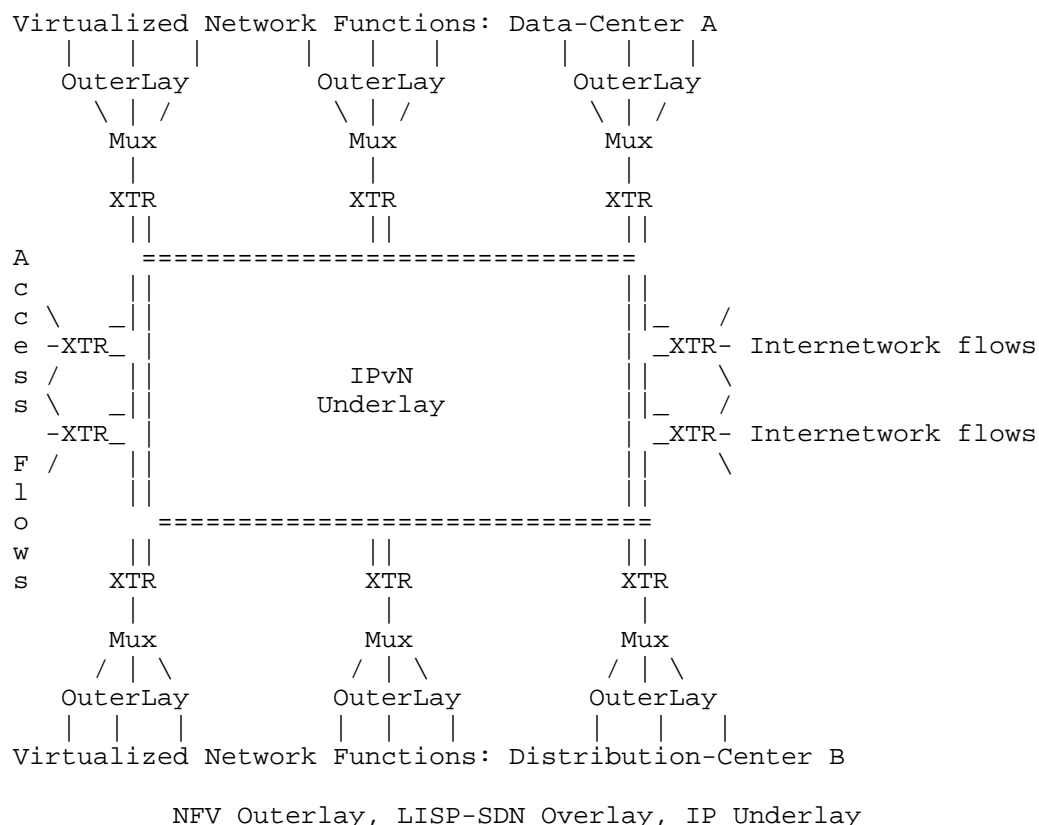 Virtualized Network Functions: Data-Center A
OuterLay OuterLay OuterLay
Mux Mux Mux
XTR XTR XTR
Access Flows
-XTR_ _XTR- Internetwork flows
IPvN
Underlay
-XTR_ _XTR- Internetwork flows
XTR XTR XTR
Mux Mux Mux
OuterLay OuterLay OuterLay
Virtualized Network Functions: Distribution-Center B
NFV Outerlay, LISP-SDN Overlay, IP Underlay